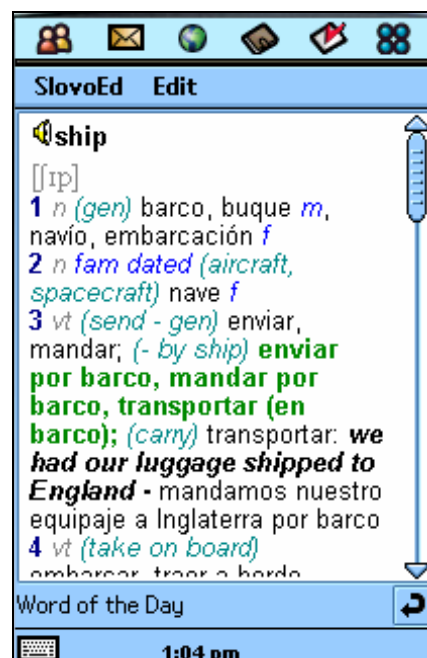 SlovoEd Edit
ship
[ʃɪp]
1 n (gen) barco, buque m,
navío, embarcación f
2 n fam dated (aircraft,
spacecraft) nave f
3 vt (send - gen) enviar,
mandar; (- by ship) enviar
por barco, mandar por
barco, transportar (en
barco); (carry) transportar: we
had our luggage shipped to
England - mandamos nuestro
equipaje a Inglaterra por barco
4 vt (take on board)
embarcar, traer a bordo
Word of the Day
1:04 pm